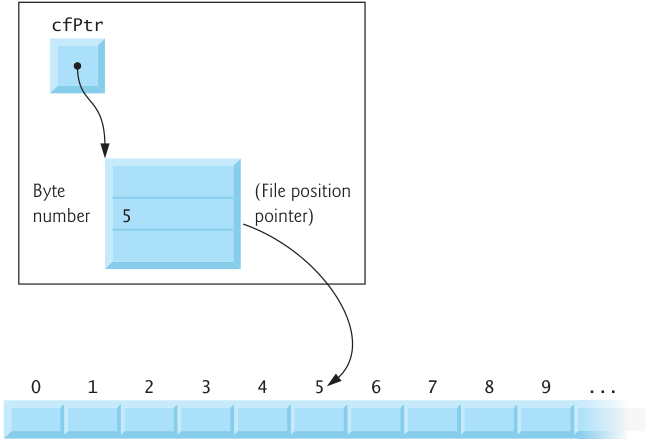 cfPtr
Byte
number
5
(File position
pointer)
0 1 2 3 4 5 6 7 8 9 ...